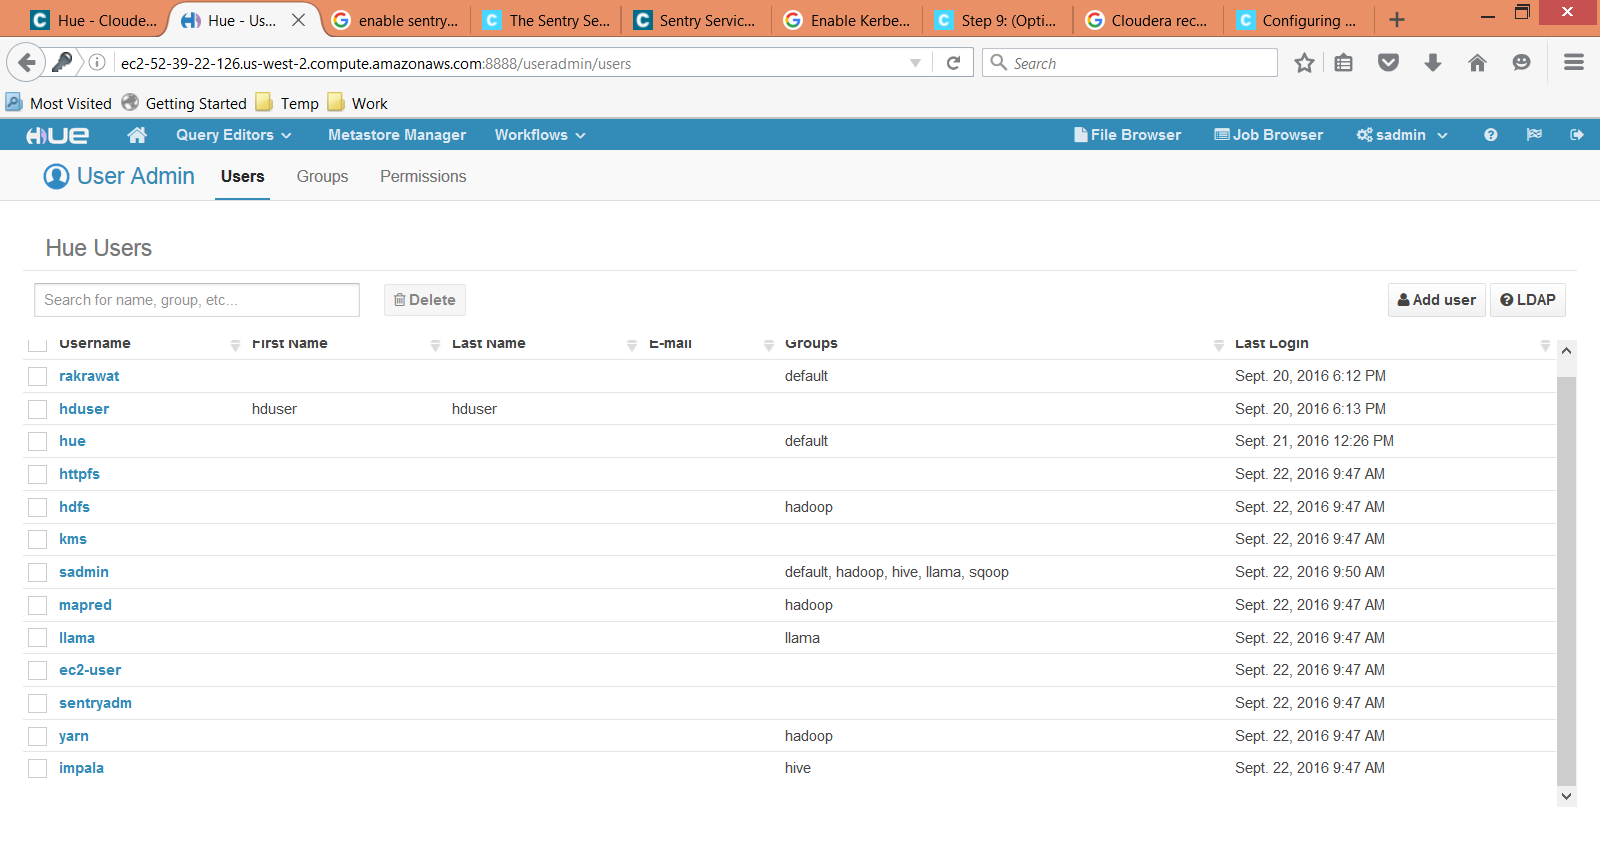 Hue - Cloude...
Hue - Us...
enable sentry...
The Sentry Se...
Sentry Servic...
Enable Kerbe...
Step 9: (Opti...
Cloudera rec...
Configuring ...
ec2-52-39-22-126.us-west-2.compute.amazonaws.com:8888/useradmin/users
Search
Most Visited Getting Started Temp Work
HUE Query Editors Metastore Manager Workflows File Browser Job Browser sadmin
User Admin Users Groups Permissions
Hue Users
Search for name, group, etc... Delete Add user LDAP
Username First Name Last Name E-mail Groups Last Login
rakrawat default Sept. 20, 2016 6:12 PM
hduser hduser hduser Sept. 20, 2016 6:13 PM
hue default Sept. 21, 2016 12:26 PM
httpfs Sept. 22, 2016 9:47 AM
hdfs hadoop Sept. 22, 2016 9:47 AM
kms Sept. 22, 2016 9:47 AM
sadmin default, hadoop, hive, llama, sqoop Sept. 22, 2016 9:50 AM
mapred hadoop Sept. 22, 2016 9:47 AM
llama llama Sept. 22, 2016 9:47 AM
ec2-user Sept. 22, 2016 9:47 AM
sentryadm Sept. 22, 2016 9:47 AM
yarn hadoop Sept. 22, 2016 9:47 AM
impala hive Sept. 22, 2016 9:47 AM